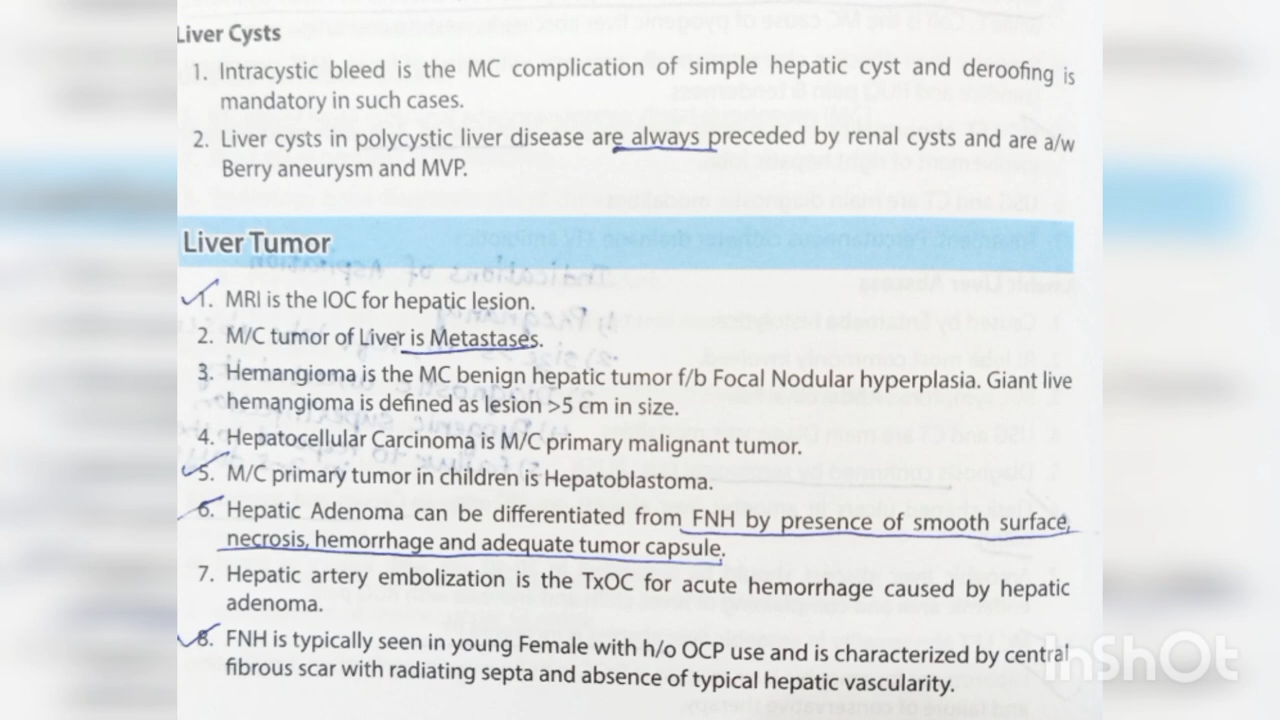 Liver Cysts
1. Intracystic bleed is the MC complication of simple hepatic cyst and deroofing is
mandatory in such cases.
2. Liver cysts in polycystic liver disease are always preceded by renal cysts and are a/w
Berry aneurysm and MVP.
Liver Tumor
1. MRI is the IOC for hepatic lesion.
2. M/C tumor of Liver is Metastases.
3. Hemangioma is the MC benign hepatic tumor f/b Focal Nodular hyperplasia. Giant live
hemangioma is defined as lesion >5 cm in size.
4. Hepatocellular Carcinoma is M/C primary malignant tumor.
5. M/C primary tumor in children is Hepatoblastoma.
6. Hepatic Adenoma can be differentiated from FNH by presence of smooth surface,
necrosis, hemorrhage and adequate tumor capsule.
7. Hepatic artery embolization is the TxOC for acute hemorrhage caused by hepatic
adenoma.
8. FNH is typically seen in young Female with h/o OCP use and is characterized by central
fibrous scar with radiating septa and absence of typical hepatic vascularity.
InShOt